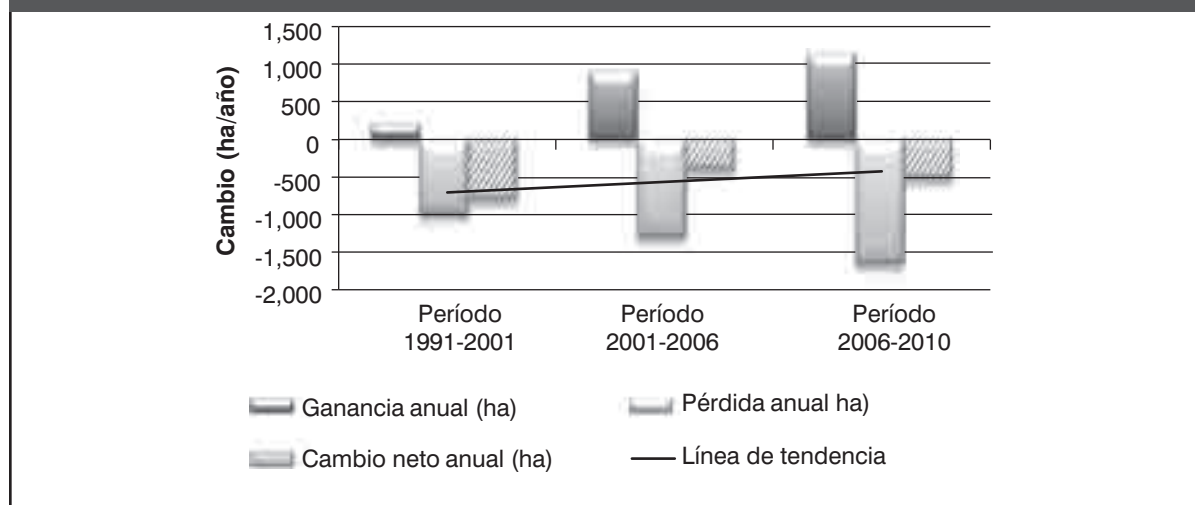 1,500
1,000
500
0
-500
-1,000
-1,500
-2,000
Cambio (ha/año)
Período
1991-2001
Período
2001-2006
Período
2006-2010
Ganancia anual (ha)
Pérdida anual ha)
Cambio neto anual (ha)
Línea de tendencia